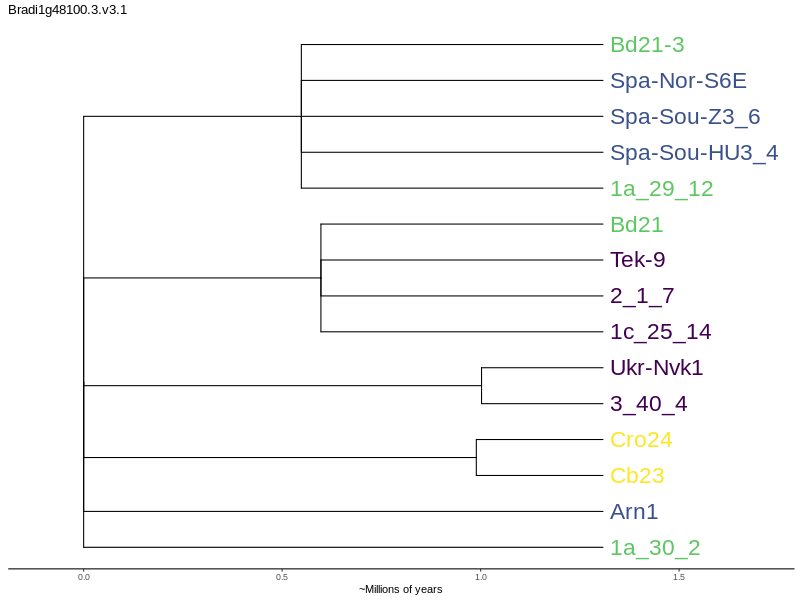 Bradi1g48100.3.v3.1
Bd21-3
Spa-Nor-S6E
Spa-Sou-Z3_6
Spa-Sou-HU3_4
1a_29_12
Bd21
Tek-9
2_1_7
1c_25_14
Ukr-Nvk1
3_40_4
Cro24
Cb23
Arn1
1a_30_2
0.0 0.5 1.0 1.5
~Millions of years